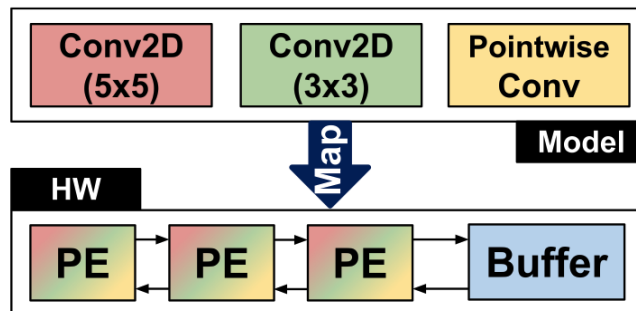 Conv2D
(5x5)
Conv2D
(3x3)
Pointwise
Conv
Model
Map
HW
PE
PE
PE
Buffer